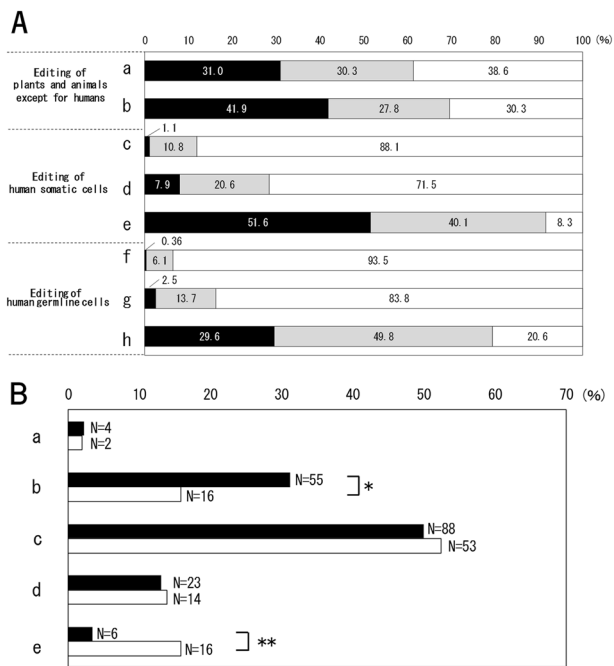 A
0 10 20 30 40 50 60 70 80 90 100 (%)
Editing of
plants and animals
except for humans
a 31.0 30.3 38.6
b 41.9 27.8 30.3
1.1
c 10.8 88.1
Editing of
human somatic cells
d 7.9 20.6 71.5
e 51.6 40.1 8.3
0.36
f 6.1 93.5
2.5
Editing of
human germline cells
g 13.7 83.8
h 29.6 49.8 20.6
B
0 10 20 30 40 50 60 70 (%)
a N=4
N=2
b N=55
N=16 *
c N=88
N=53
d N=23
N=14
e N=6
N=16 **